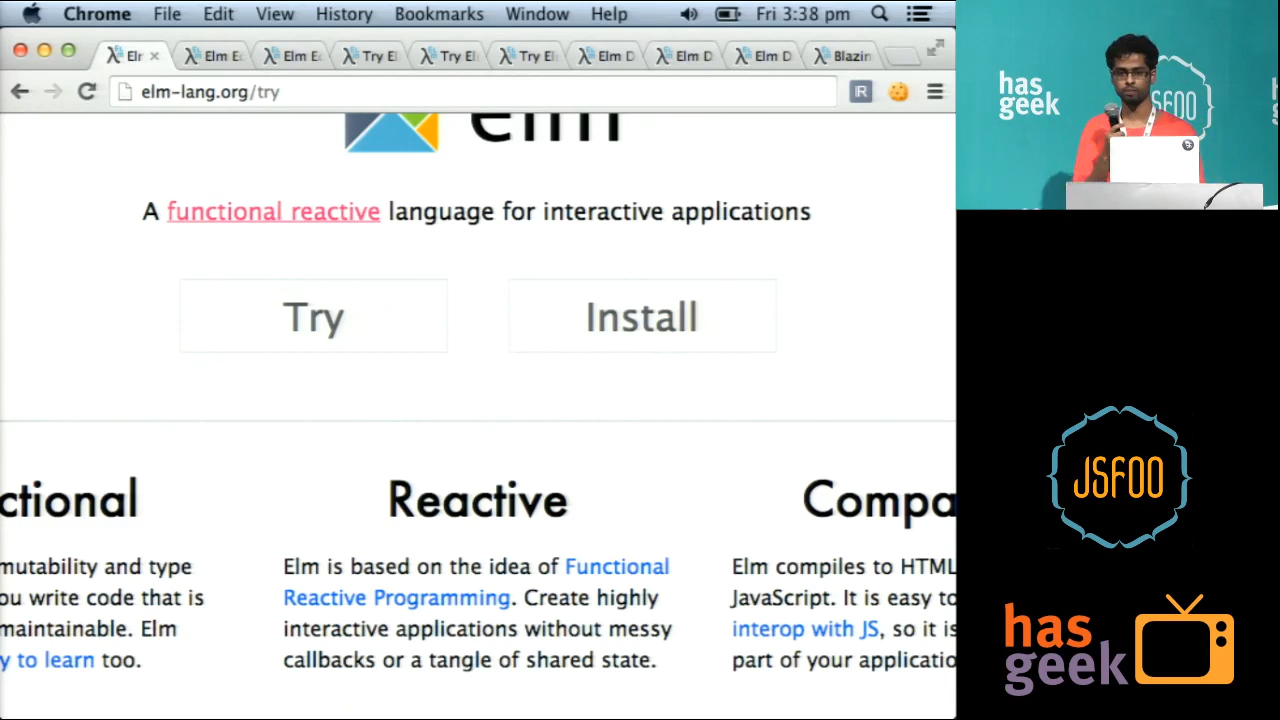 Chrome File Edit View History Bookmarks Window Help Fri 3:38 pm
Elm Elm E Try El Try El Try El Elm D Elm D Elm D Blazin
elm-lang.org/try
elm
A functional reactive language for interactive applications
Try Install
ctional Reactive Compa
mutability and type
ou write code that is
maintainable. Elm
y to learn too.
Elm is based on the idea of Functional
Reactive Programming. Create highly
interactive applications without messy
callbacks or a tangle of shared state.
Elm compiles to HTML
JavaScript. It is easy to
interop with JS, so it is
part of your applicatio
has
geek
SFOO
JSFOO
has
geek